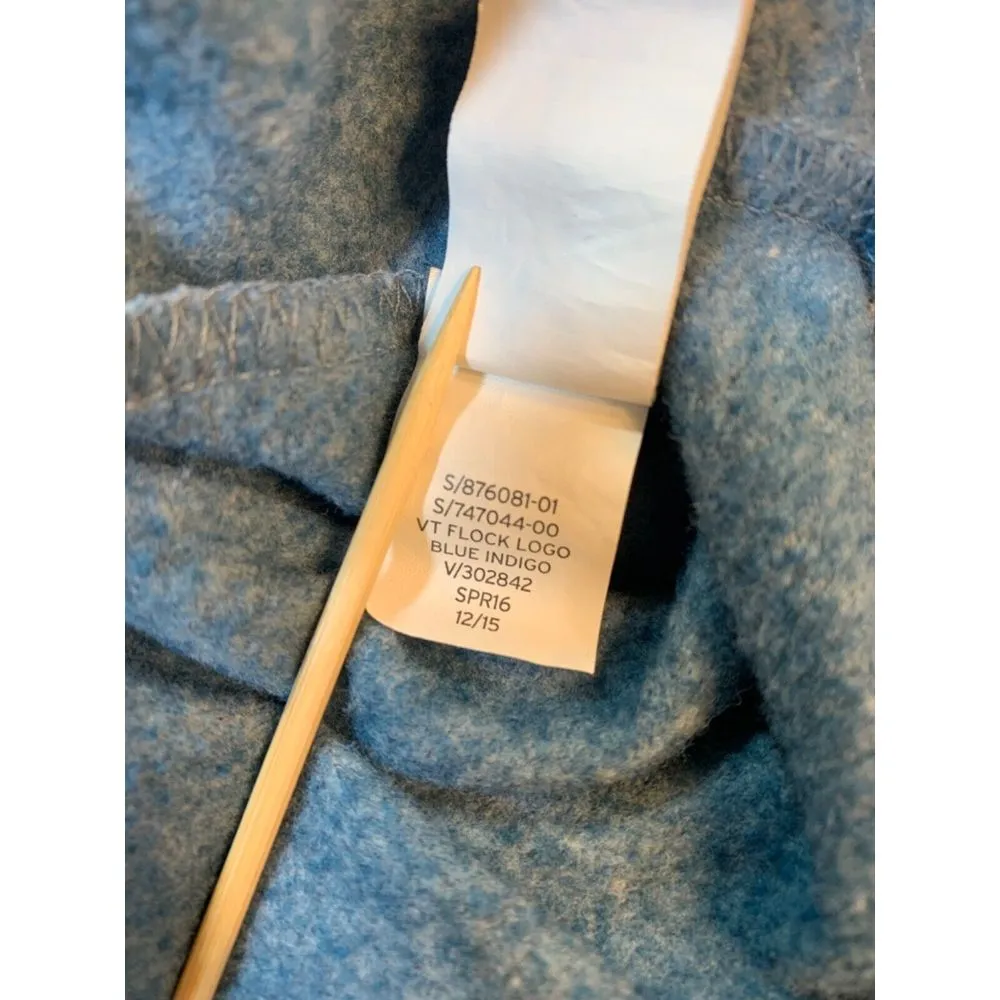 S/876081-01
S/747044-00
VT FLOCK LOGO
BLUE INDIGO
V/302842
SPR16
12/15